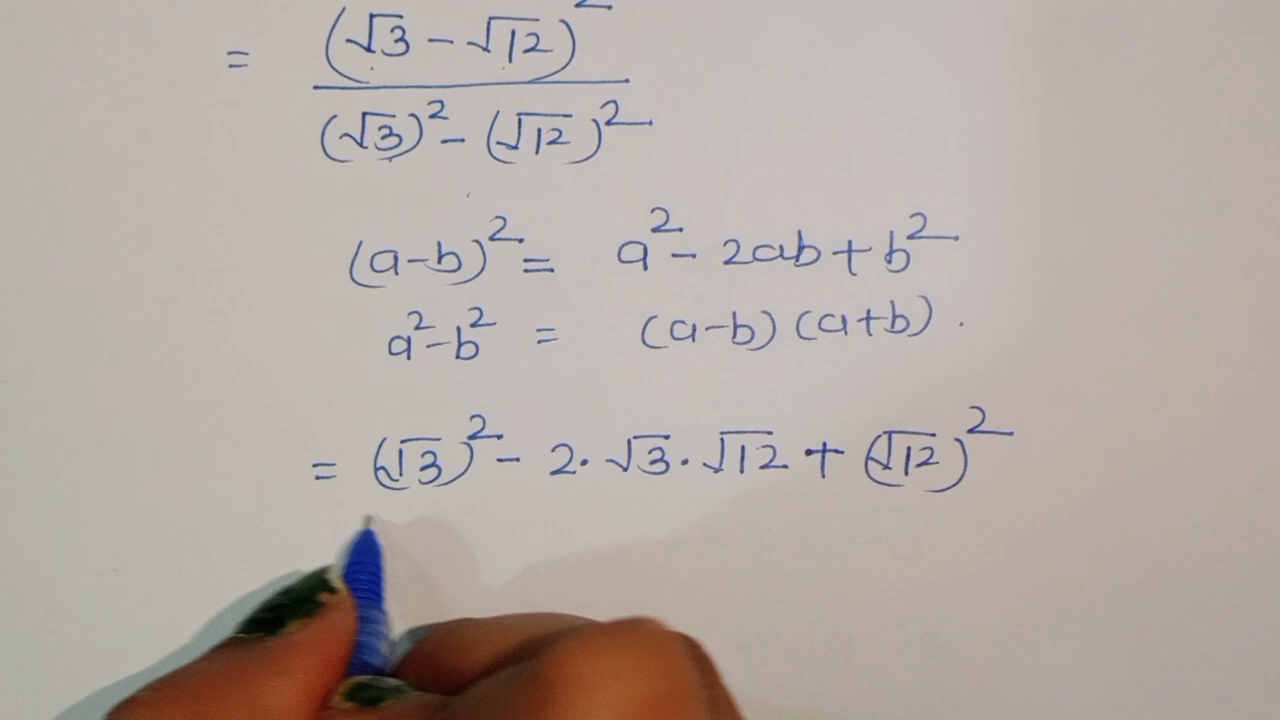 = (√3 - √12)²
(√3)² - (√12)²
(a-b)² = a² - 2ab + b²
a² - b² = (a-b) (a+b).
= (√3)² - 2·√3·√12 + (√12)²